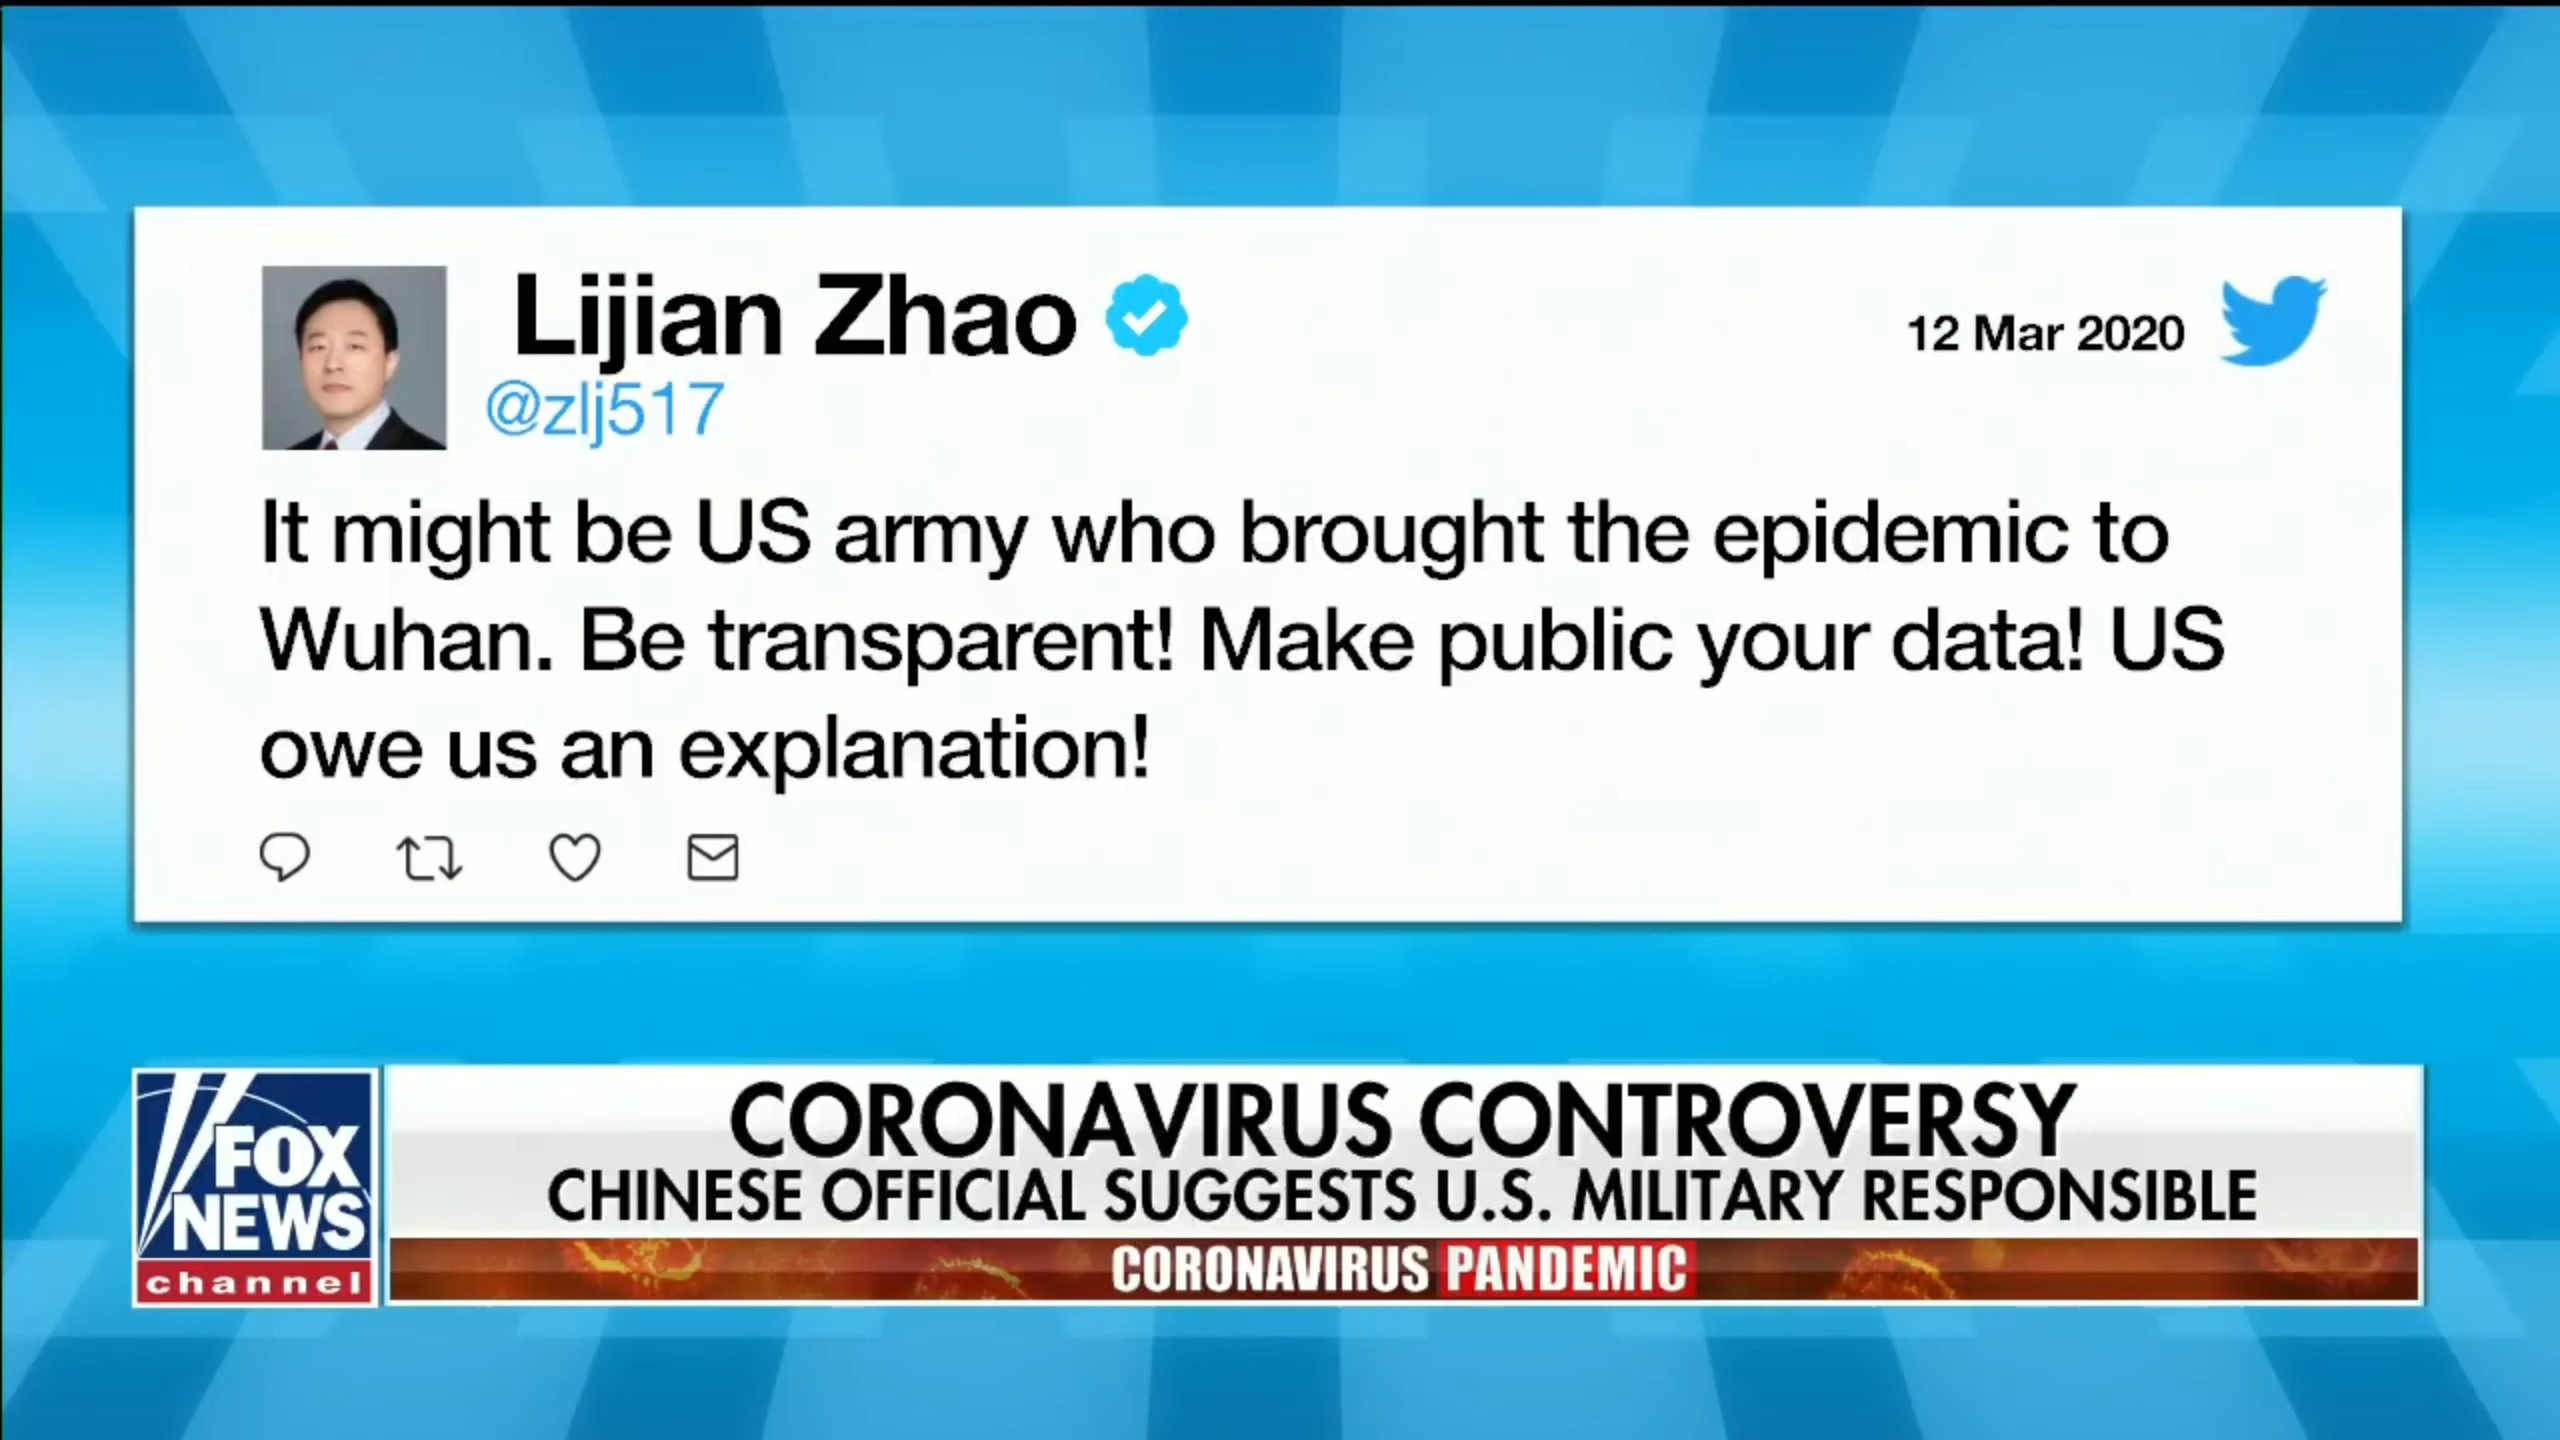 Lijian Zhao
12 Mar 2020
@zlj517
It might be US army who brought the epidemic to
Wuhan. Be transparent! Make public your data! US
owe us an explanation!
FOX
NEWS
channel
CORONAVIRUS CONTROVERSY
CHINESE OFFICIAL SUGGESTS U.S. MILITARY RESPONSIBLE
CORONAVIRUS PANDEMIC